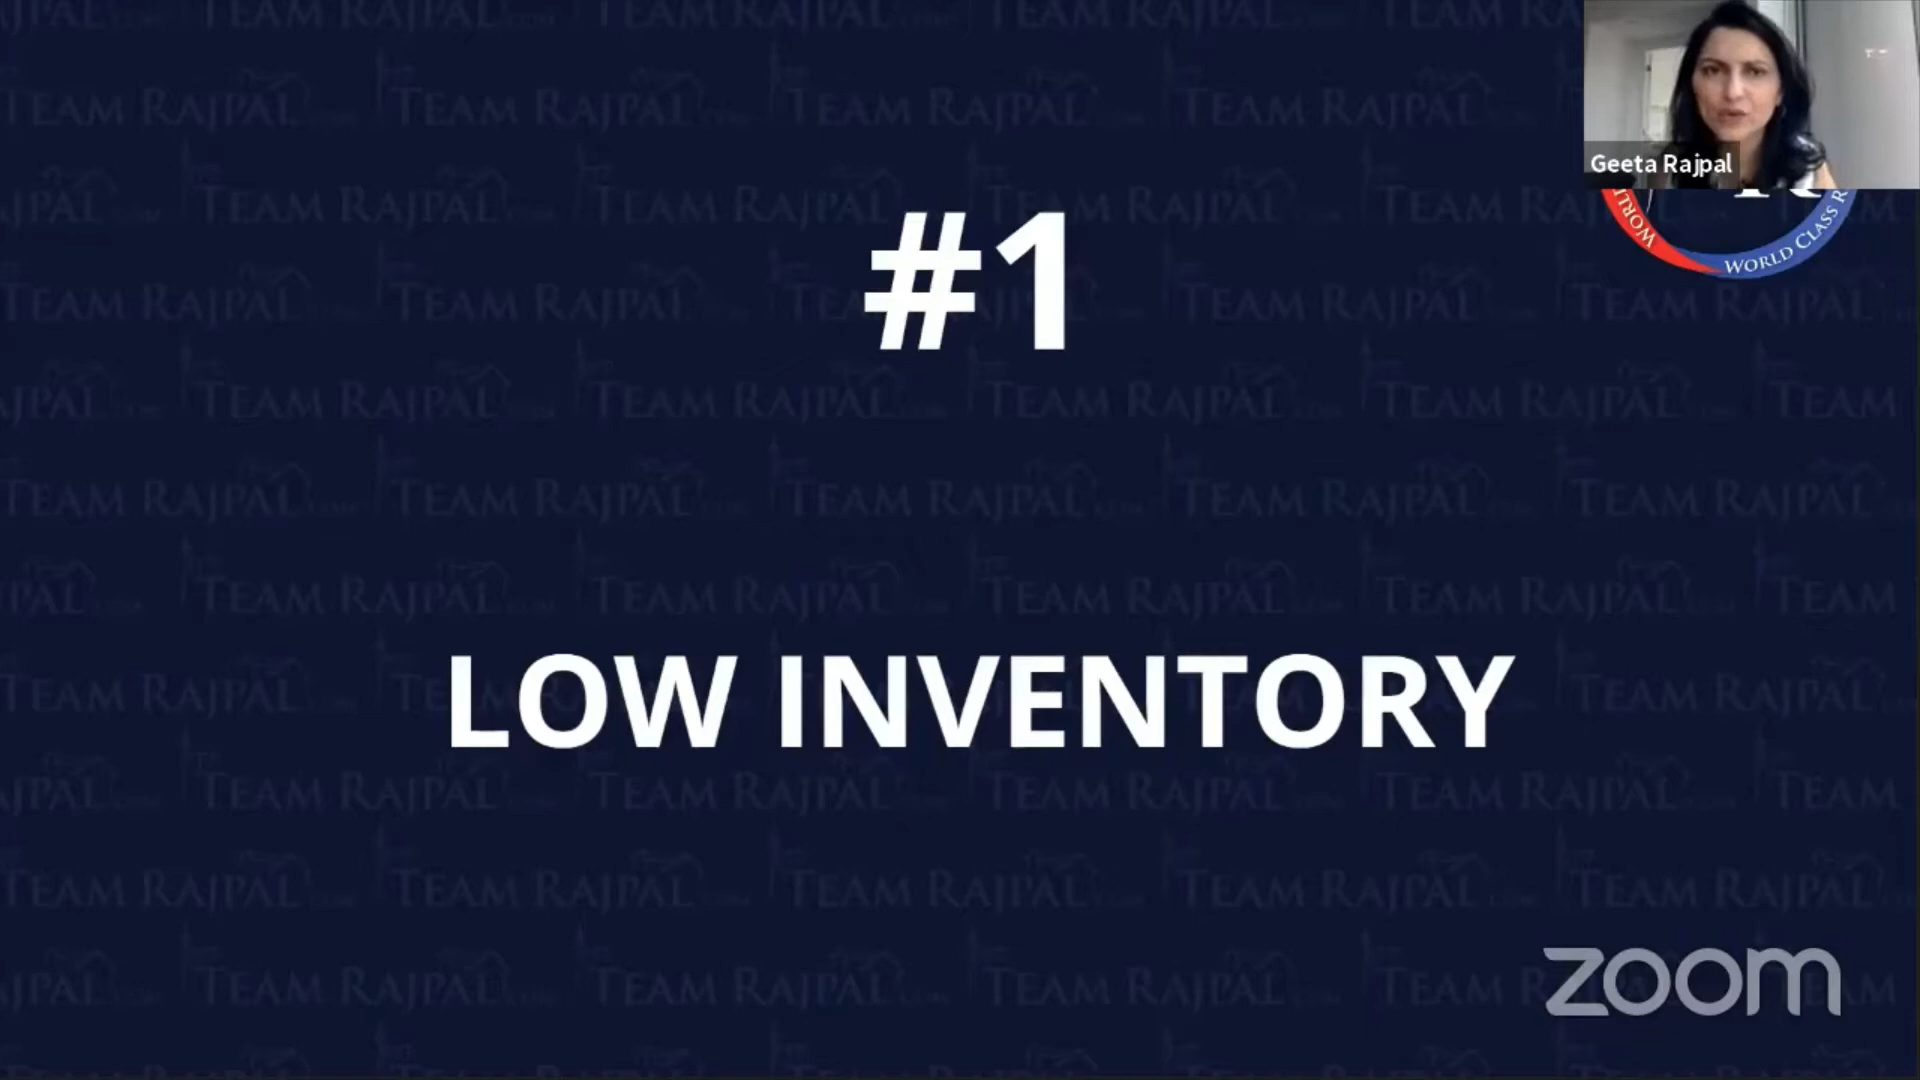 Geeta Rajpal
WORLD CLASS R
#1
LOW INVENTORY
TEAM RAJPAL
zoom